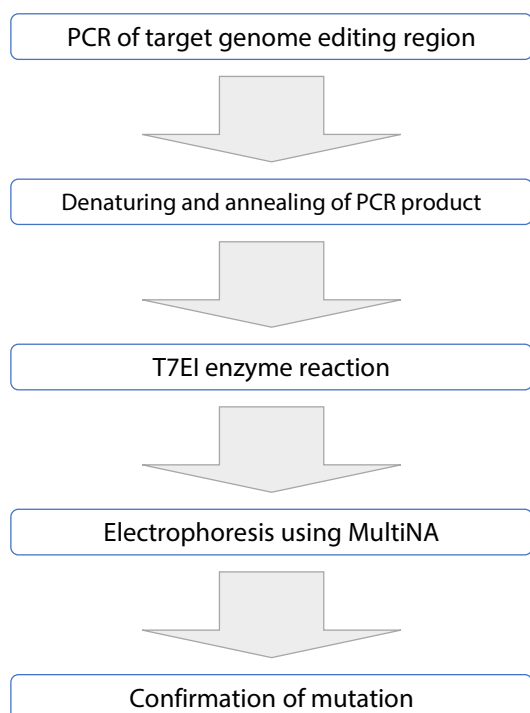 PCR of target genome editing region
Denaturing and annealing of PCR product
T7EI enzyme reaction
Electrophoresis using MultiNA
Confirmation of mutation